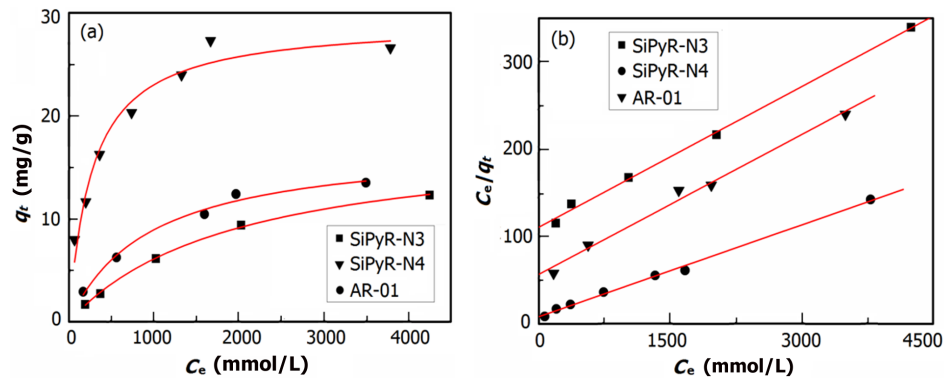 (a)
30
20
10
0
qt (mg/g)
SiPyR-N3
SiPyR-N4
AR-01
0 1000 2000 3000 4000
Ce (mmol/L)
(b)
350
300
200
100
0
Ce/qt
SiPyR-N3
SiPyR-N4
AR-01
0 1500 3000 4500
Ce (mmol/L)